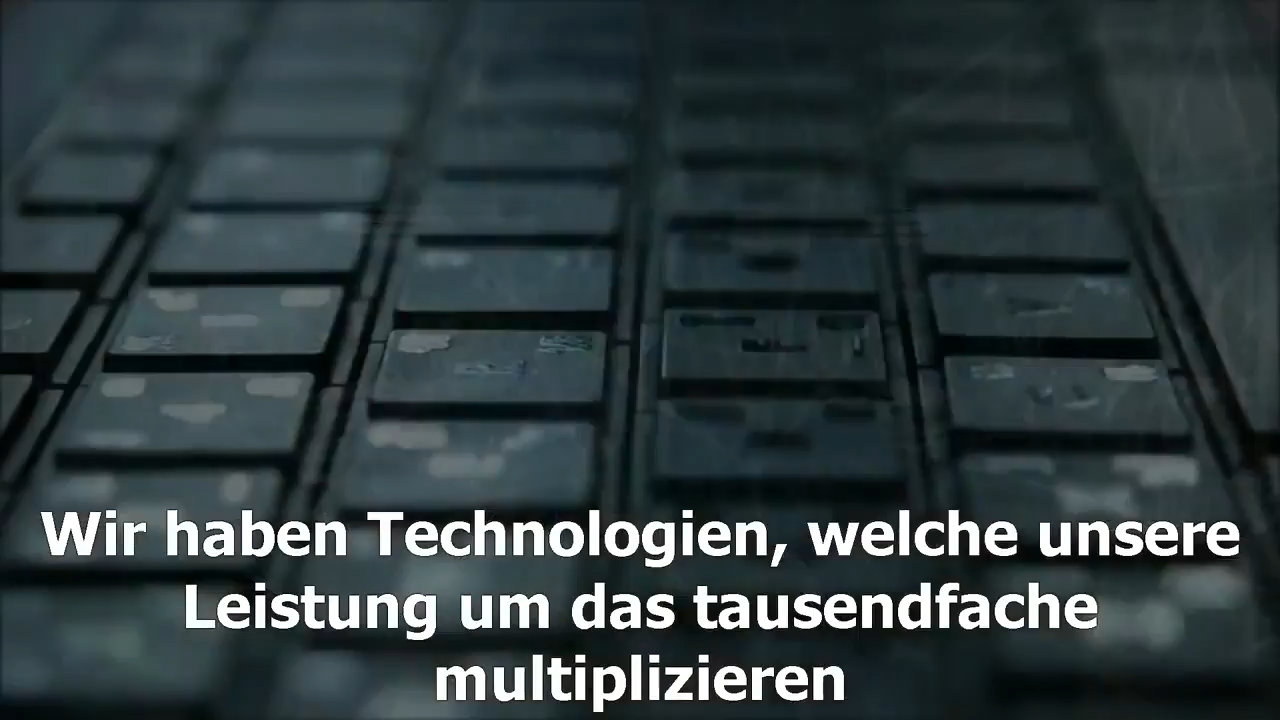 Wir haben Technologien, welche unsere
Leistung um das tausendfache
multiplizieren